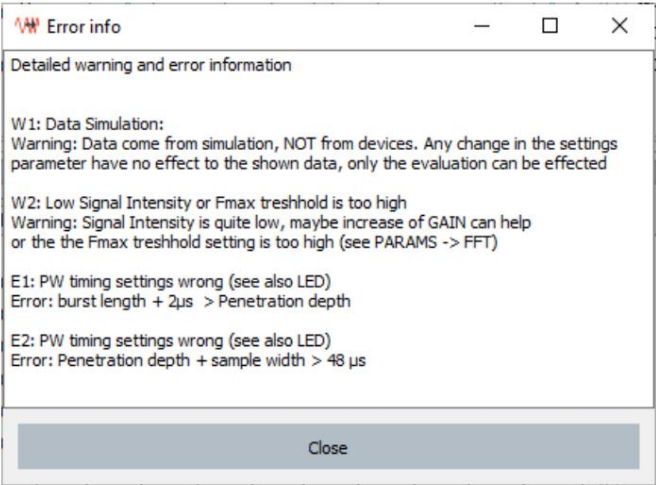 Error info
Detailed warning and error information
W1: Data Simulation:
Warning: Data come from simulation, NOT from devices. Any change in the settings
parameter have no effect to the shown data, only the evaluation can be effected
W2: Low Signal Intensity or Fmax treshhold is too high
Warning: Signal Intensity is quite low, maybe increase of GAIN can help
or the the Fmax treshhold setting is too high (see PARAMS -> FFT)
E1: PW timing settings wrong (see also LED)
Error: burst length + 2µs  > Penetration depth
E2: PW timing settings wrong (see also LED)
Error: Penetration depth + sample width > 48 µs
Close